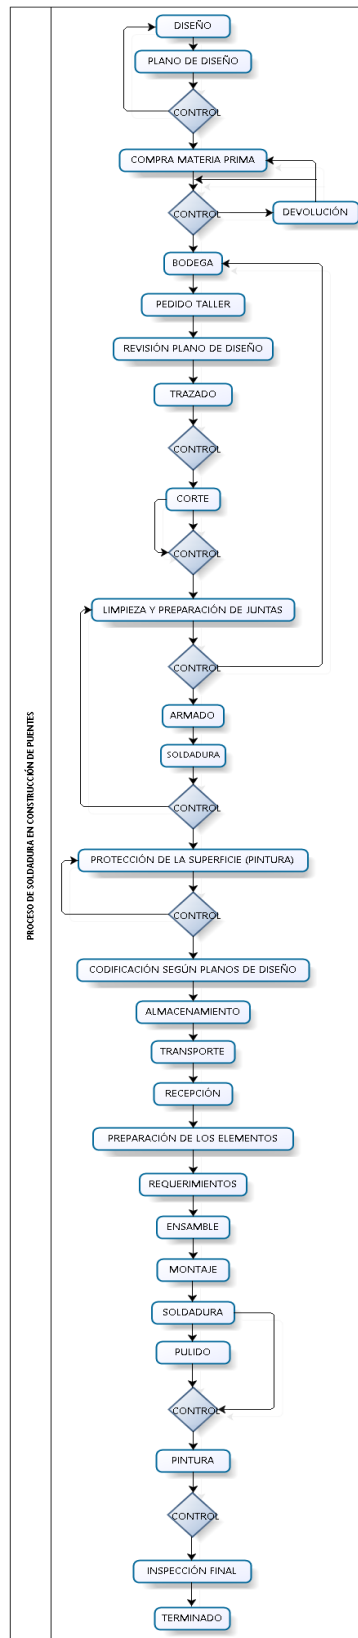 PROCESO DE SOLDADURA EN CONSTRUCCIÓN DE PUENTES
DISEÑO
PLANO DE DISEÑO
CONTROL
COMPRA MATERIA PRIMA
CONTROL
DEVOLUCIÓN
BODEGA
PEDIDO TALLER
REVISIÓN PLANO DE DISEÑO
TRAZADO
CONTROL
CORTE
CONTROL
LIMPIEZA Y PREPARACIÓN DE JUNTAS
CONTROL
ARMADO
SOLDADURA
CONTROL
PROTECCIÓN DE LA SUPERFICIE (PINTURA)
CONTROL
CODIFICACIÓN SEGÚN PLANOS DE DISEÑO
ALMACENAMIENTO
TRANSPORTE
RECEPCIÓN
PREPARACIÓN DE LOS ELEMENTOS
REQUERIMIENTOS
ENSAMBLE
MONTAJE
SOLDADURA
PULIDO
CONTROL
PINTURA
CONTROL
INSPECCIÓN FINAL
TERMINADO